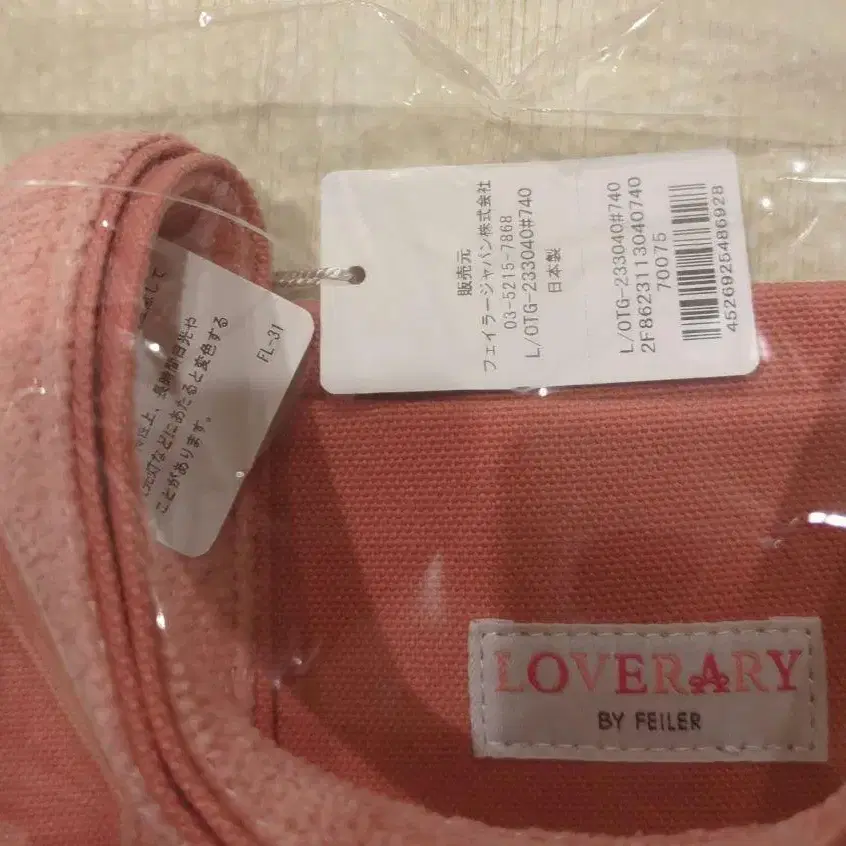 販売元
フェイラージャパン株式会社
03-5215-7868
L/OTG-233040#740
日本製
L/OTG-233040#740
2F8623113040740
70075
4526925486928
上、長時間日光や
などにあたると変色する
ことがあります。
FL-31
LOVERARY
BY FEILER